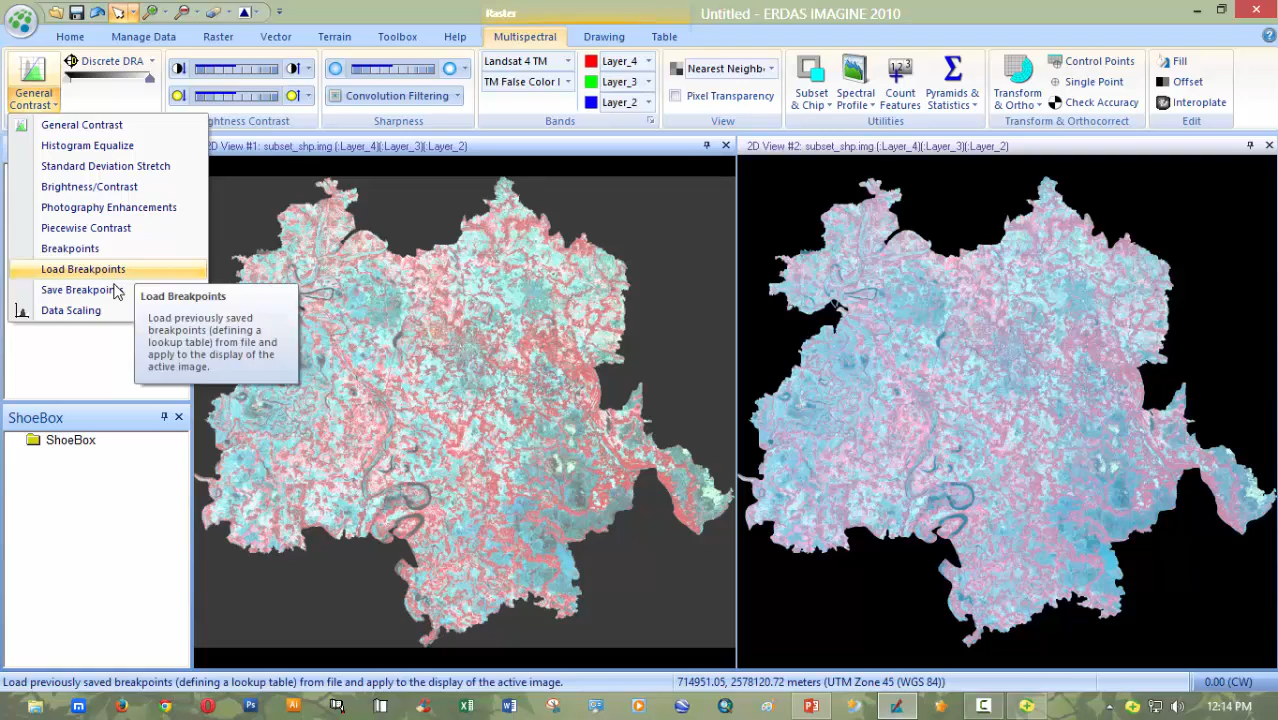 Raster
Untitled - ERDAS IMAGINE 2010
Home
Manage Data
Raster
Vector
Terrain
Toolbox
Help
Multispectral
Drawing
Table
General
Contrast
Discrete DRA
Convolution Filtering
Landsat 4 TM
TM False Color I
Layer_4
Layer_3
Layer_2
Nearest Neighb
Pixel Transparency
Subset
& Chip
Spectral
Profile
Count
Features
Pyramids &
Statistics
Transform
& Ortho
Control Points
Single Point
Check Accuracy
Fill
Offset
Interpolate
ghtness Contrast
Sharpness
Bands
View
Utilities
Transform & Orthocorrect
Edit
General Contrast
Histogram Equalize
Standard Deviation Stretch
Brightness/Contrast
Photography Enhancements
Piecewise Contrast
Breakpoints
Load Breakpoints
Save Breakpoints
Data Scaling
Load Breakpoints
Load previously saved
breakpoints (defining a
lookup table) from file and
apply to the display of the
active image.
2D View #1: subset_shp.img (:Layer_4)(:Layer_3)(:Layer_2)
2D View #2: subset_shp.img (:Layer_4)(:Layer_3)(:Layer_2)
ShoeBox
ShoeBox
Load previously saved breakpoints (defining a lookup table) from file and apply to the display of the active image.
714951.05, 2578120.72 meters (UTM Zone 45 (WGS 84))
0.00 (CW)
12:14 PM